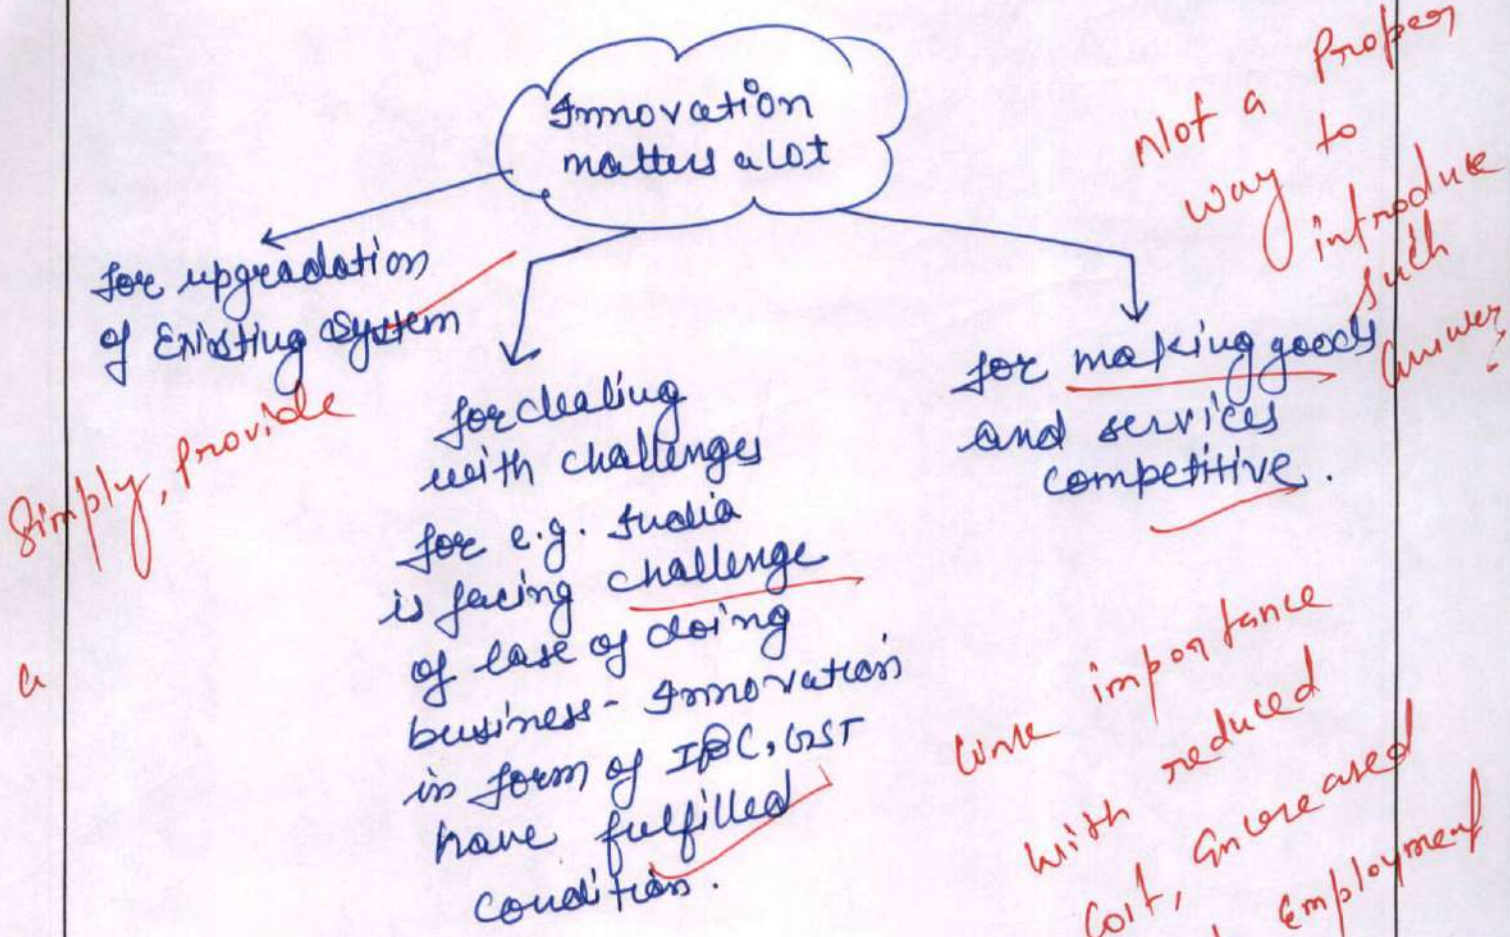 Innovation
matters a lot
for upgradation
of Existing System
for dealing
with challenges
for e.g. India
is facing challenge
of ease of doing
business - Innovation
in form of IBC, GST
have fulfilled
condition.
for making goods
and services
competitive.
Not a Proper
way to
introduce
such
answer
Simply, provide
a
importance
with reduced
Cost, increased
employment